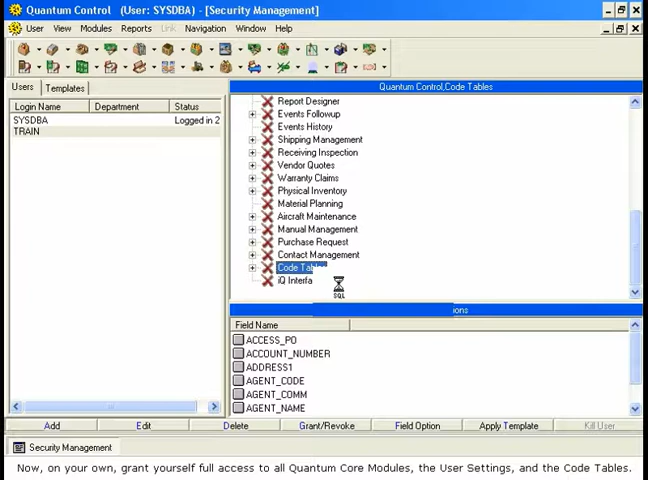 Quantum Control   (User: SYSDBA) - [Security Management]
User View Modules Reports Link Navigation Window Help
Users Templates
Login Name Department Status
SYSDBA Logged in 2
TRAIN
Quantum Control,Code Tables
Report Designer
Events Followup
Events History
Shipping Management
Receiving Inspection
Vendor Quotes
Warranty Claims
Physical Inventory
Material Planning
Aircraft Maintenance
Manual Management
Purchase Request
Contact Management
Code Tables
iQ Interfa
SQL
ions
Field Name
ACCESS_PO
ACCOUNT_NUMBER
ADDRESS1
AGENT_CODE
AGENT_COMM
AGENT_NAME
Add Edit Delete Grant/Revoke Field Option Apply Template Kill User
Security Management
Now, on your own, grant yourself full access to all Quantum Core Modules, the User Settings, and the Code Tables.